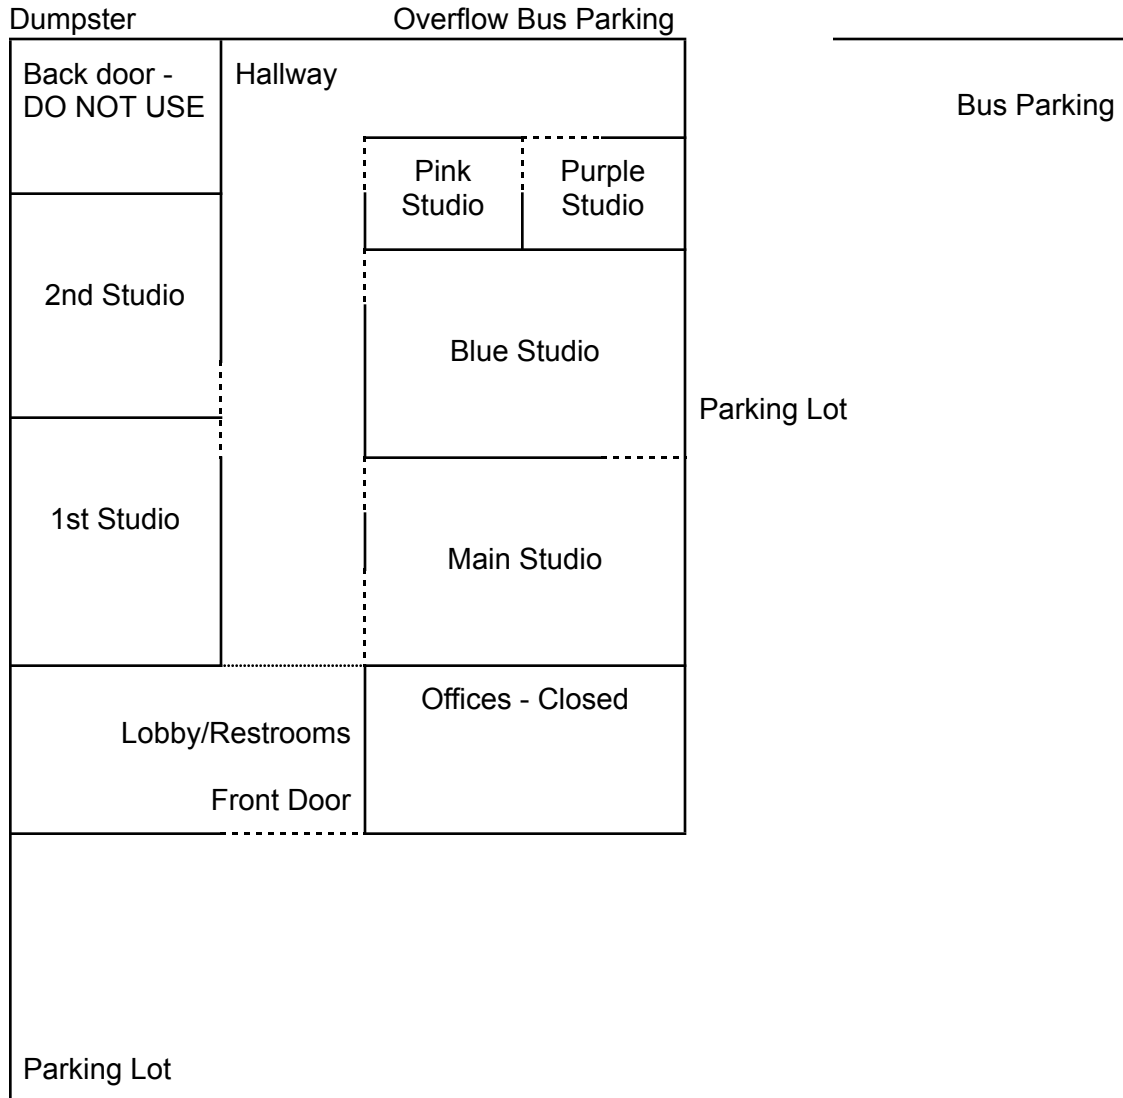 Dumpster
Overflow Bus Parking
Back door -
DO NOT USE
Hallway
Bus Parking
Pink
Studio
Purple
Studio
2nd Studio
Blue Studio
Parking Lot
1st Studio
Main Studio
Offices - Closed
Lobby/Restrooms
Front Door
Parking Lot